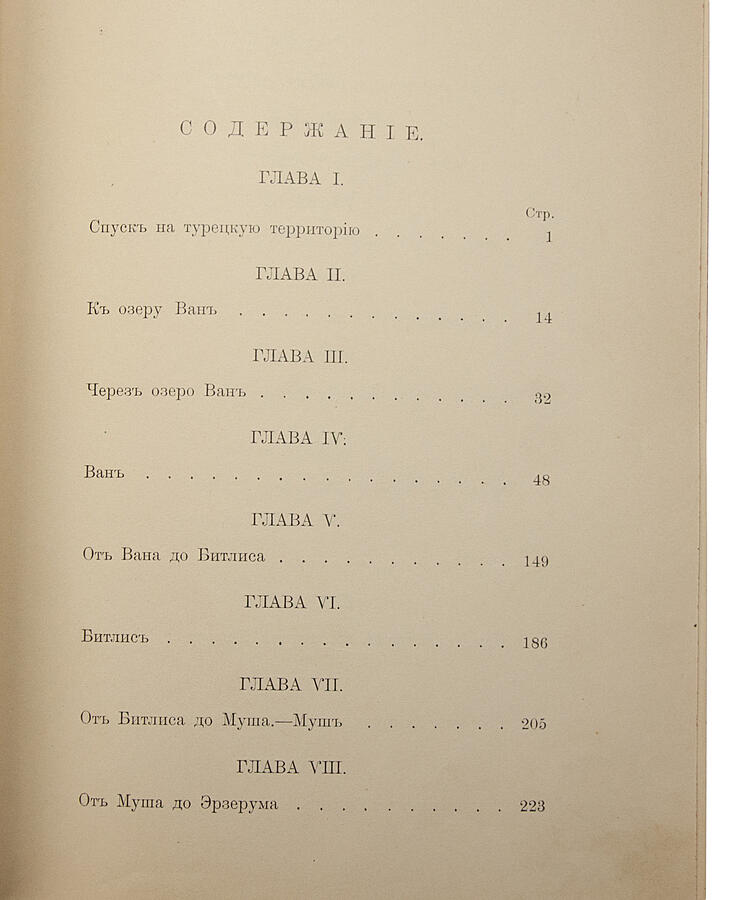 СОДЕРЖАНІЕ.
ГЛАВА I.
Стр.
Спускъ на турецкую территорію . . . . . . . 1
ГЛАВА II.
Къ озеру Ванъ . . . . . . . . . . . . . 14
ГЛАВА III.
Черезъ озеро Ванъ . . . . . . . . . . . . 32
ГЛАВА IV:
Ванъ . . . . . . . . . . . . . . . . . 48
ГЛАВА V.
Отъ Вана до Битлиса . . . . . . . . . . . 149
ГЛАВА VI.
Битлисъ . . . . . . . . . . . . . . . . 186
ГЛАВА VII.
Отъ Битлиса до Муша.—Мушъ . . . . . . . 205
ГЛАВА VIII.
Отъ Муша до Эрзерума . . . . . . . . . . 223